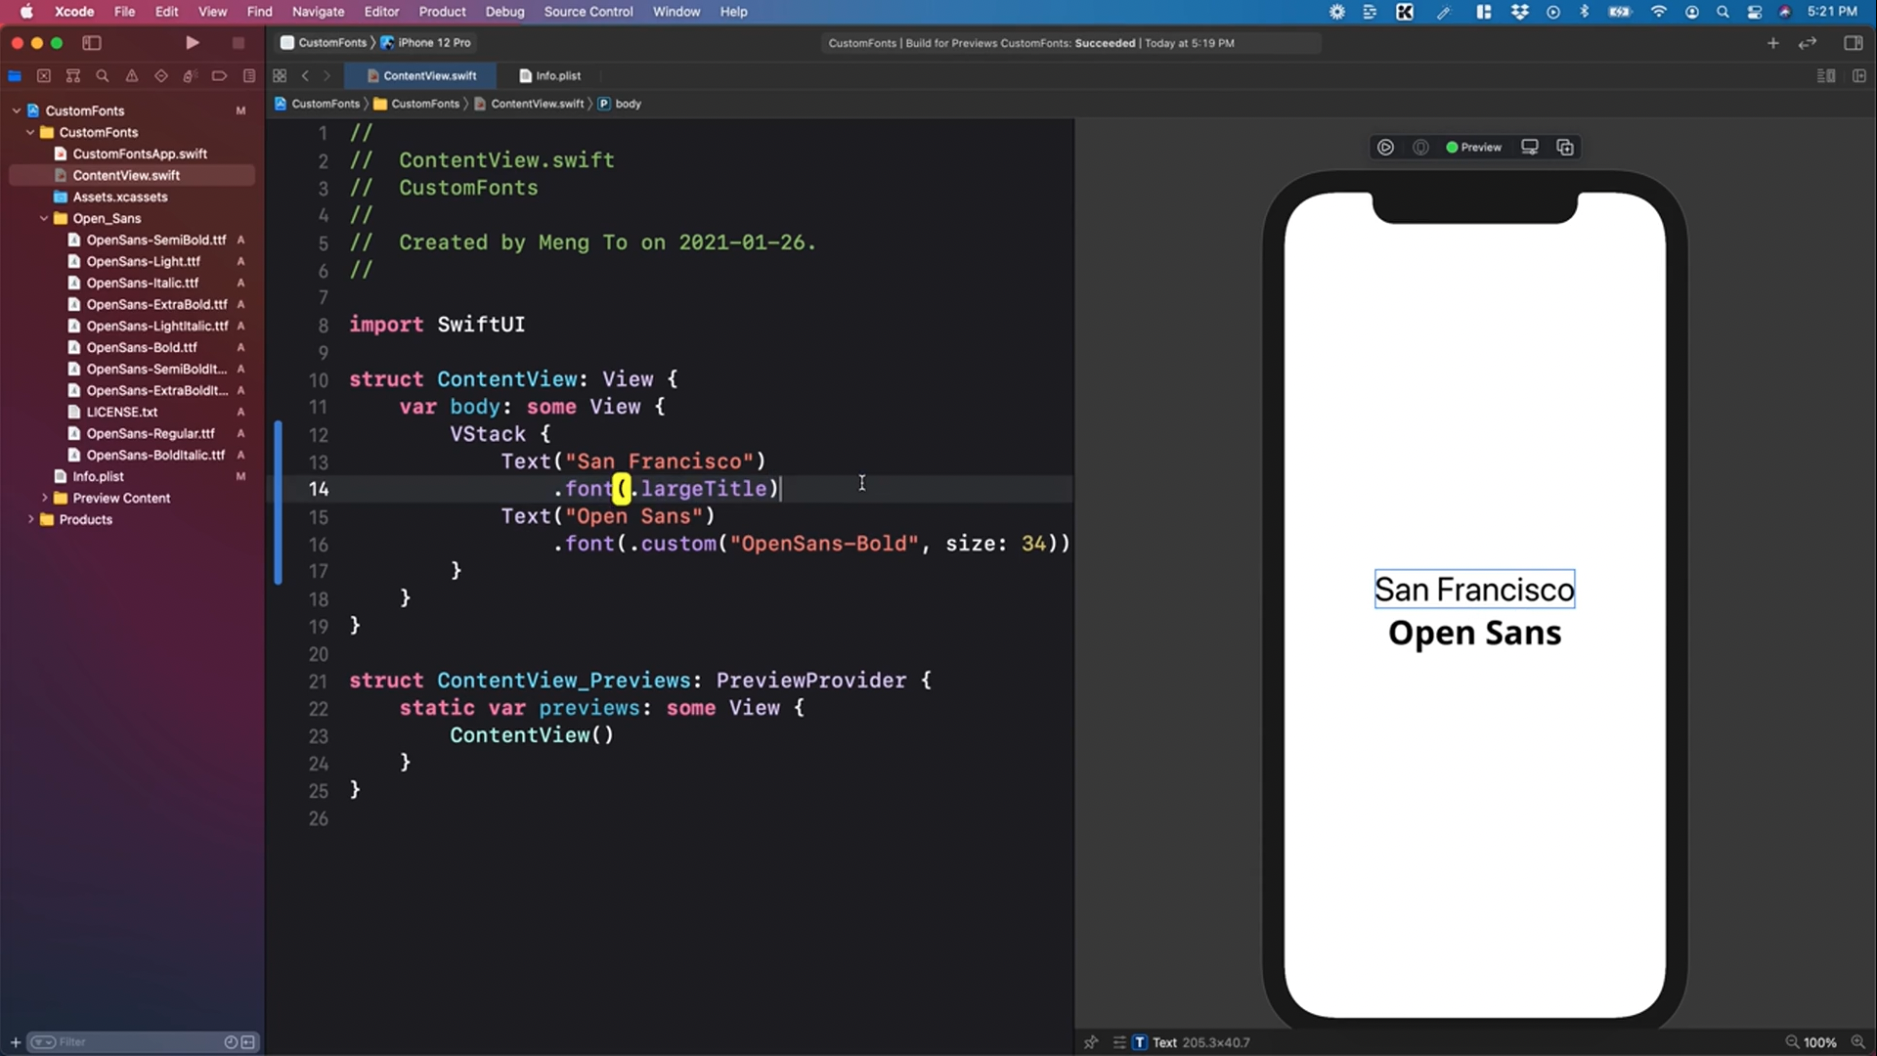 Xcode File Edit View Find Navigate Editor Product Debug Source Control Window Help
5:21 PM
CustomFonts
iPhone 12 Pro
CustomFonts | Build for Previews CustomFonts: Succeeded | Today at 5:19 PM
ContentView.swift
Info.plist
CustomFonts
CustomFonts
ContentView.swift
P body
CustomFonts M
CustomFonts
CustomFontsApp.swift
ContentView.swift
Assets.xcassets
Open_Sans
OpenSans-SemiBold.ttf A
OpenSans-Light.ttf A
OpenSans-Italic.ttf A
OpenSans-ExtraBold.ttf A
OpenSans-LightItalic.ttf A
OpenSans-Bold.ttf A
OpenSans-SemiBoldIt... A
OpenSans-ExtraBoldIt... A
LICENSE.txt A
OpenSans-Regular.ttf A
OpenSans-BoldItalic.ttf A
Info.plist M
Preview Content
Products
Filter
1 //
2 // ContentView.swift
3 // CustomFonts
4 //
5 // Created by Meng To on 2021-01-26.
6 //
7
8 import SwiftUI
9
10 struct ContentView: View {
11 var body: some View {
12 VStack {
13 Text("San Francisco")
14 .font(.largeTitle)
15 Text("Open Sans")
16 .font(.custom("OpenSans-Bold", size: 34))
17 }
18 }
19 }
20
21 struct ContentView_Previews: PreviewProvider {
22 static var previews: some View {
23 ContentView()
24 }
25 }
26
Preview
San Francisco
Open Sans
T Text 205.3×40.7
100%